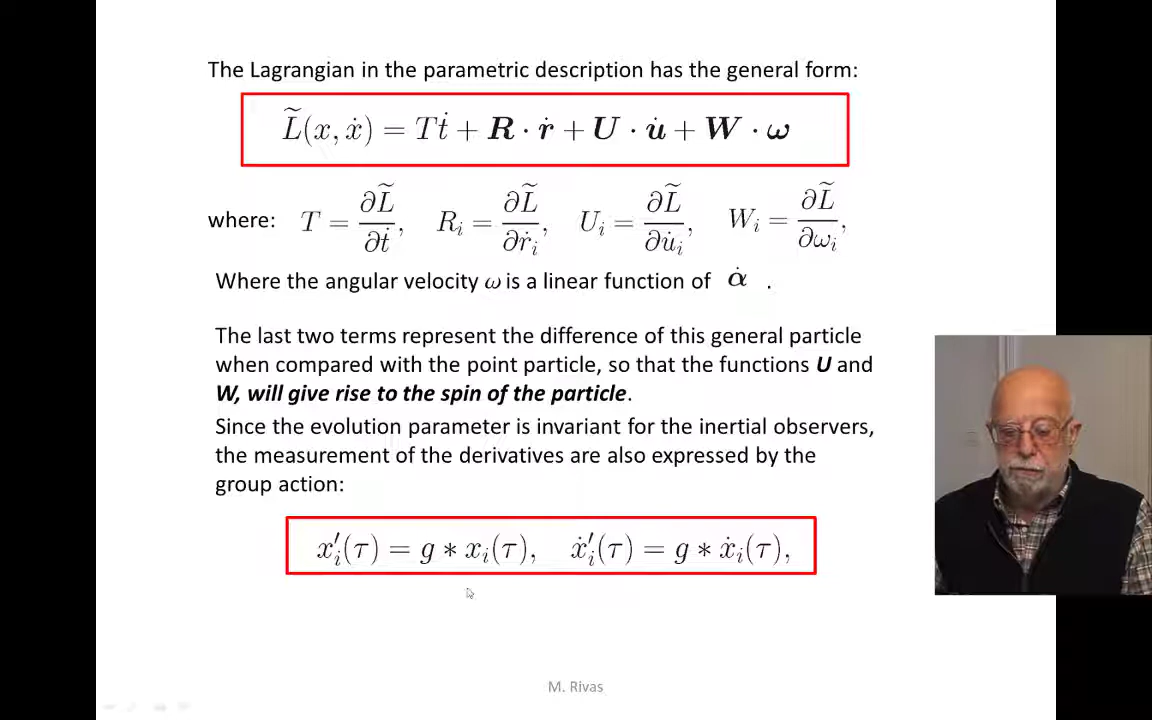 The Lagrangian in the parametric description has the general form:
L̃(x, ẋ) = Tṫ + R · ṙ + U · u̇ + W · ω
where: T = ∂L̃/∂ṫ, R_i = ∂L̃/∂ṙ_i, U_i = ∂L̃/∂u̇_i, W_i = ∂L̃/∂ω_i,
Where the angular velocity ω is a linear function of α̇ .
The last two terms represent the difference of this general particle
when compared with the point particle, so that the functions U and
W, will give rise to the spin of the particle.
Since the evolution parameter is invariant for the inertial observers,
the measurement of the derivatives are also expressed by the
group action:
x′_i(τ) = g ∗ x_i(τ), ẋ′_i(τ) = g ∗ ẋ_i(τ),
M. Rivas